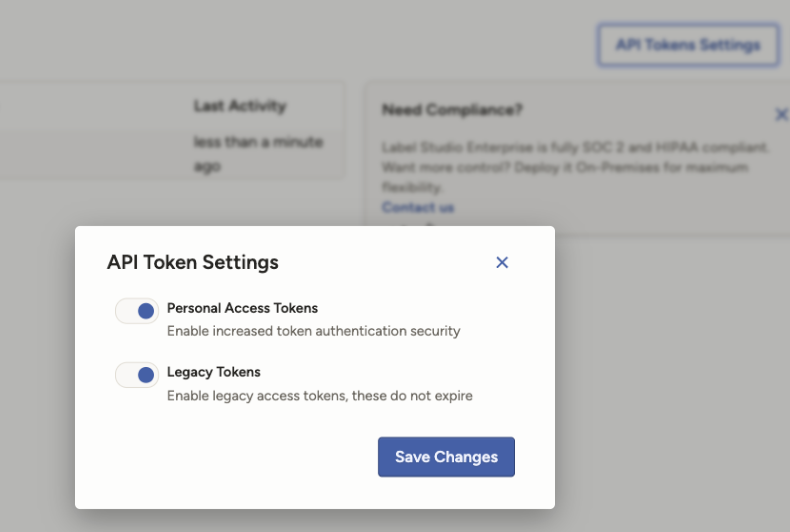 API Tokens Settings
Last Activity
less than a minute
ago
Need Compliance?
Label Studio Enterprise is fully SOC 2 and HIPAA compliant.
Want more control? Deploy it On-Premises for maximum
flexibility.
Contact us
API Token Settings
Personal Access Tokens
Enable increased token authentication security
Legacy Tokens
Enable legacy access tokens, these do not expire
Save Changes